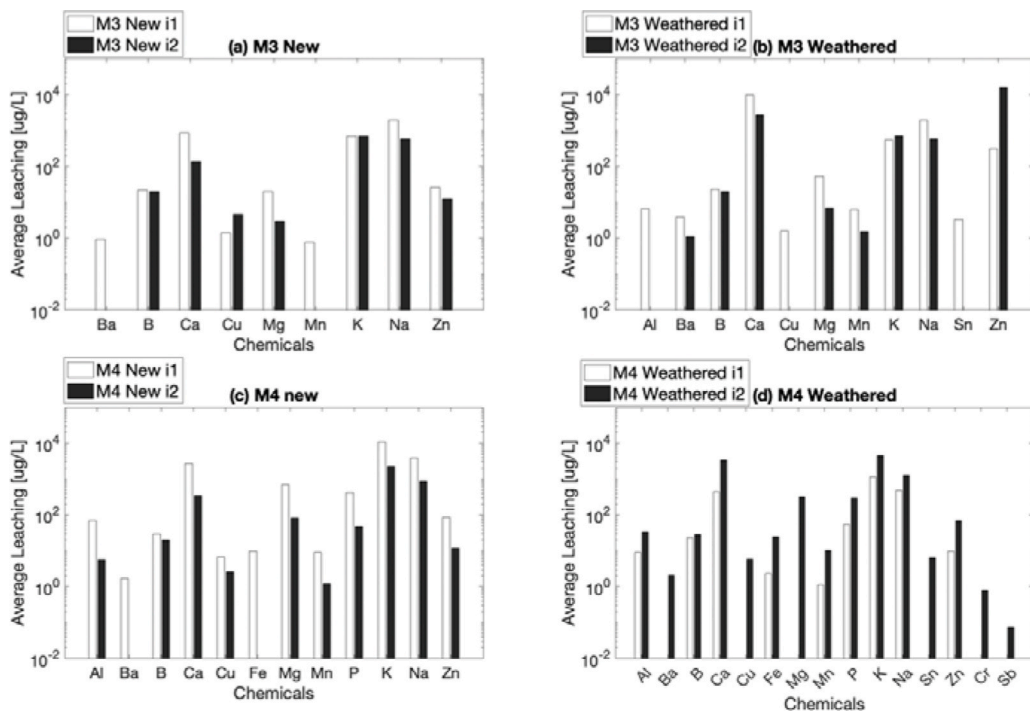 M3 New i1
M3 New i2
(a) M3 New
Average Leaching [ug/L]
10^4
10^2
10^0
10^-2
Ba B Ca Cu Mg Mn K Na Zn
Chemicals
M3 Weathered i1
M3 Weathered i2
(b) M3 Weathered
Average Leaching [ug/L]
10^4
10^2
10^0
10^-2
Al Ba B Ca Cu Mg Mn K Na Sn Zn
Chemicals
M4 New i1
M4 New i2
(c) M4 new
Average Leaching [ug/L]
10^4
10^2
10^0
10^-2
Al Ba B Ca Cu Fe Mg Mn P K Na Zn
Chemicals
M4 Weathered i1
M4 Weathered i2
(d) M4 Weathered
Average Leaching [ug/L]
10^4
10^2
10^0
10^-2
Al Ba B Ca Cu Fe Mg Mn P K Na Sn Zn Cr Sb
Chemicals